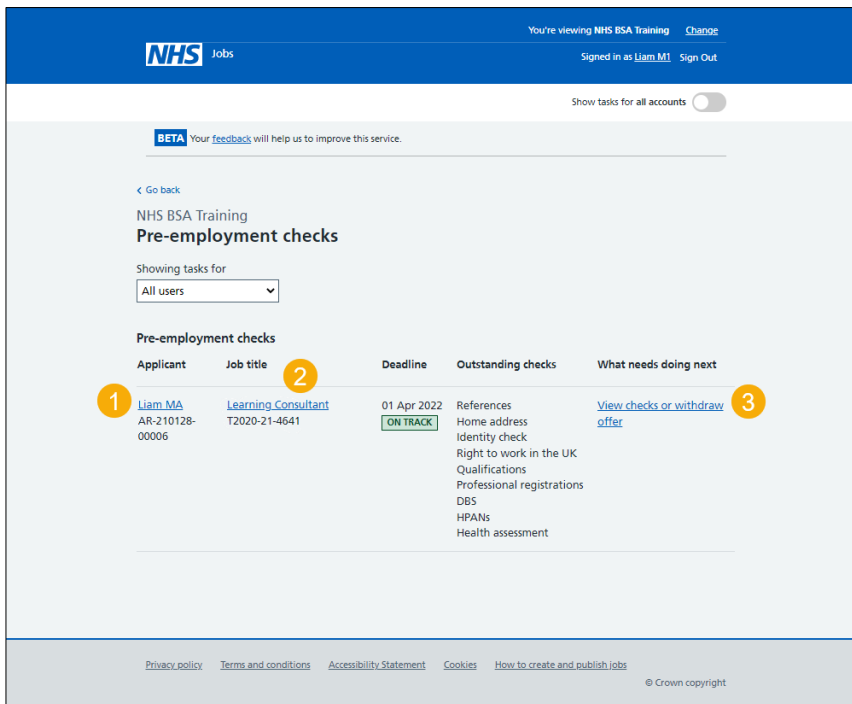 You're viewing NHS BSA Training Change
NHS Jobs
Signed in as Liam M1 Sign Out
Show tasks for all accounts
BETA Your feedback will help us to improve this service.
Go back
NHS BSA Training
Pre-employment checks
Showing tasks for
All users
Pre-employment checks
Applicant Job title Deadline Outstanding checks What needs doing next
1 2 3
Liam MA Learning Consultant 01 Apr 2022 References View checks or withdraw
AR-210128- T2020-21-4641 ON TRACK Home address offer
00006 Identity check
Right to work in the UK
Qualifications
Professional registrations
DBS
HPANs
Health assessment
Privacy policy Terms and conditions Accessibility Statement Cookies How to create and publish jobs
© Crown copyright